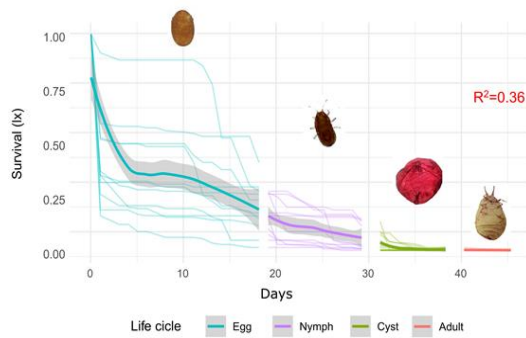 1.00
R²=0.36
0.75
Survival (lx)
0.50
0.25
0.00
0 10 20 30 40
Days
Life cicle Egg Nymph Cyst Adult